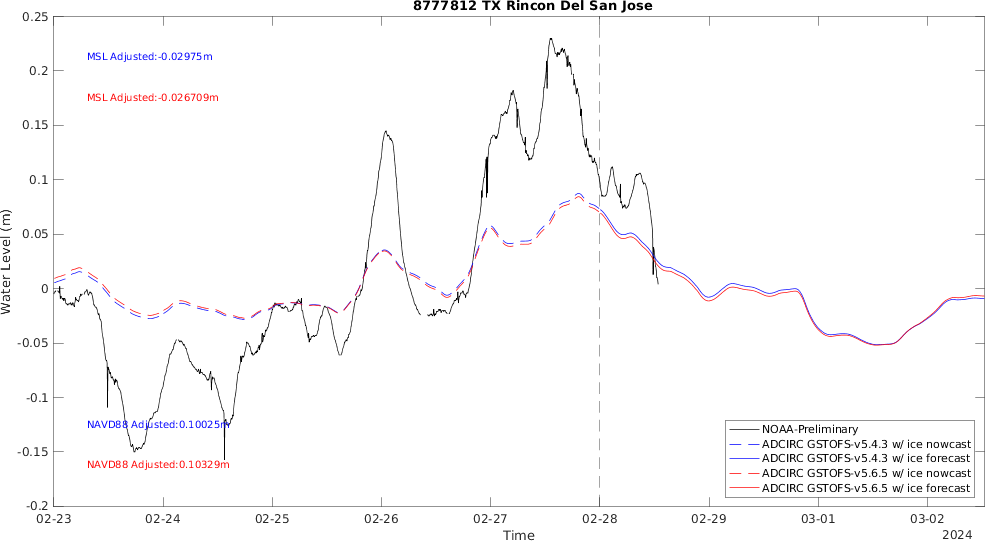 8777812 TX Rincon Del San Jose
0.25
0.2
0.15
0.1
0.05
0
-0.05
-0.1
-0.15
-0.2
Water Level (m)
MSL Adjusted:-0.02975m
MSL Adjusted:-0.026709m
NAVD88 Adjusted:0.10025m
NAVD88 Adjusted:0.10329m
NOAA-Preliminary
ADCIRC GSTOFS-v5.4.3 w/ ice nowcast
ADCIRC GSTOFS-v5.4.3 w/ ice forecast
ADCIRC GSTOFS-v5.6.5 w/ ice nowcast
ADCIRC GSTOFS-v5.6.5 w/ ice forecast
02-23 02-24 02-25 02-26 02-27 02-28 02-29 03-01 03-02
Time
2024